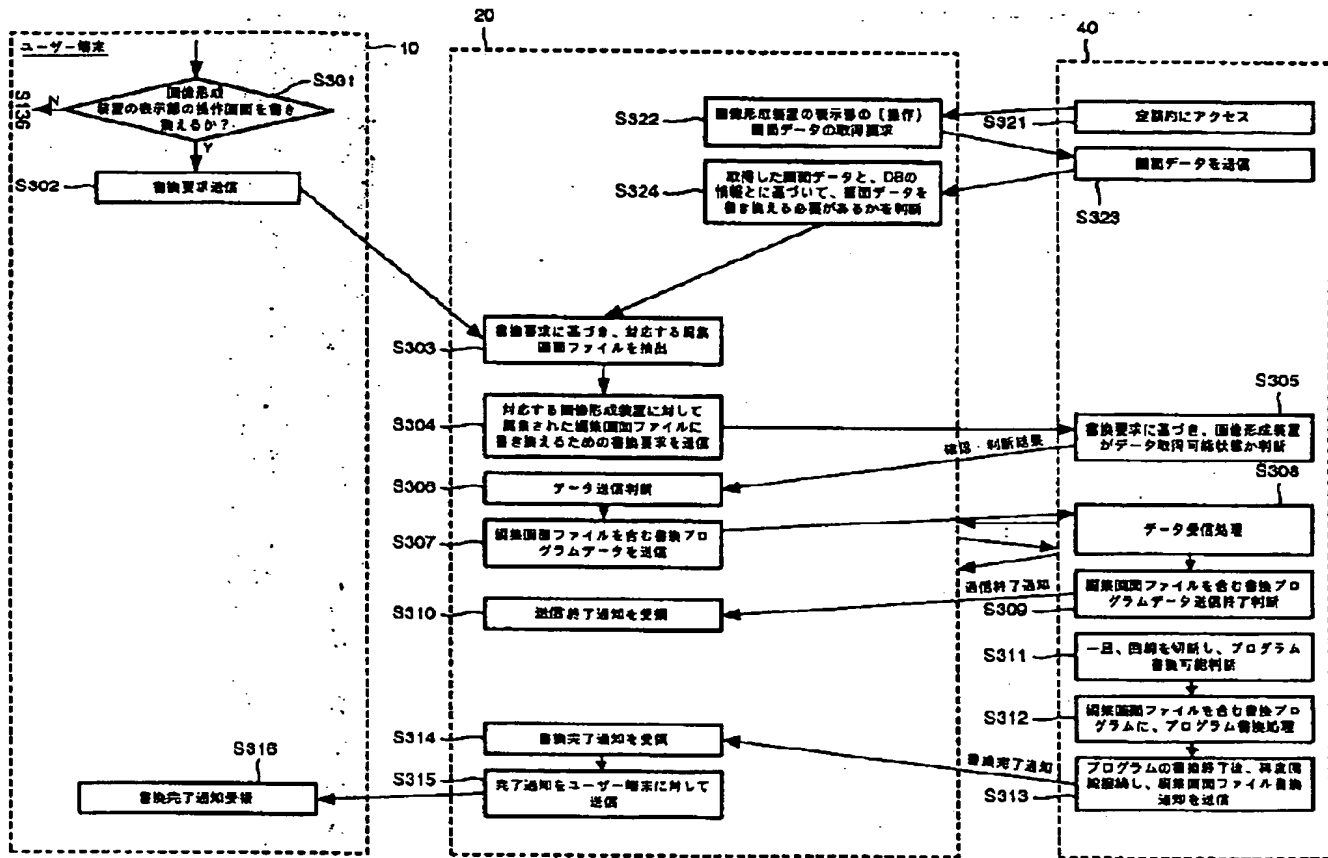 20
40
10
ユーザー端末
S301
画像形成
装置の表示部の操作画面を書き
換えるか?
N
S136
Y
S302
書換要求送信
S322
画像形成装置の表示部の(操作)
画面データの取得要求
S321
定期的にアクセス
画面データを送信
S323
S324
取得した画面データと、DBの
情報とに基づいて、画面データを
書き換える必要があるかを判断
S303
書換要求に基づき、対応する編集
画面ファイルを抽出
S304
対応する画像形成装置に対して
編集された編集画面ファイルに
書き換えるための書換要求を送信
S305
書換要求に基づき、画像形成装置
がデータ取得可能状態か判断
確認・判断結果
S306
データ送信判断
S308
データ受信処理
S307
編集画面ファイルを含む書換プロ
グラムデータを送信
送信終了通知
S309
編集画面ファイルを含む書換プロ
グラムデータ送信終了判断
S310
送信終了通知を受領
S311
一旦、回線を切断し、プログラム
書換可能判断
S312
編集画面ファイルを含む書換プロ
グラムに、プログラム書換処理
S314
書換完了通知を受領
書換完了通知
S313
プログラムの書換終了後、再度回
線接続し、編集画面ファイル書換
通知を送信
S315
完了通知をユーザー端末に対して
送信
S316
書換完了通知受領